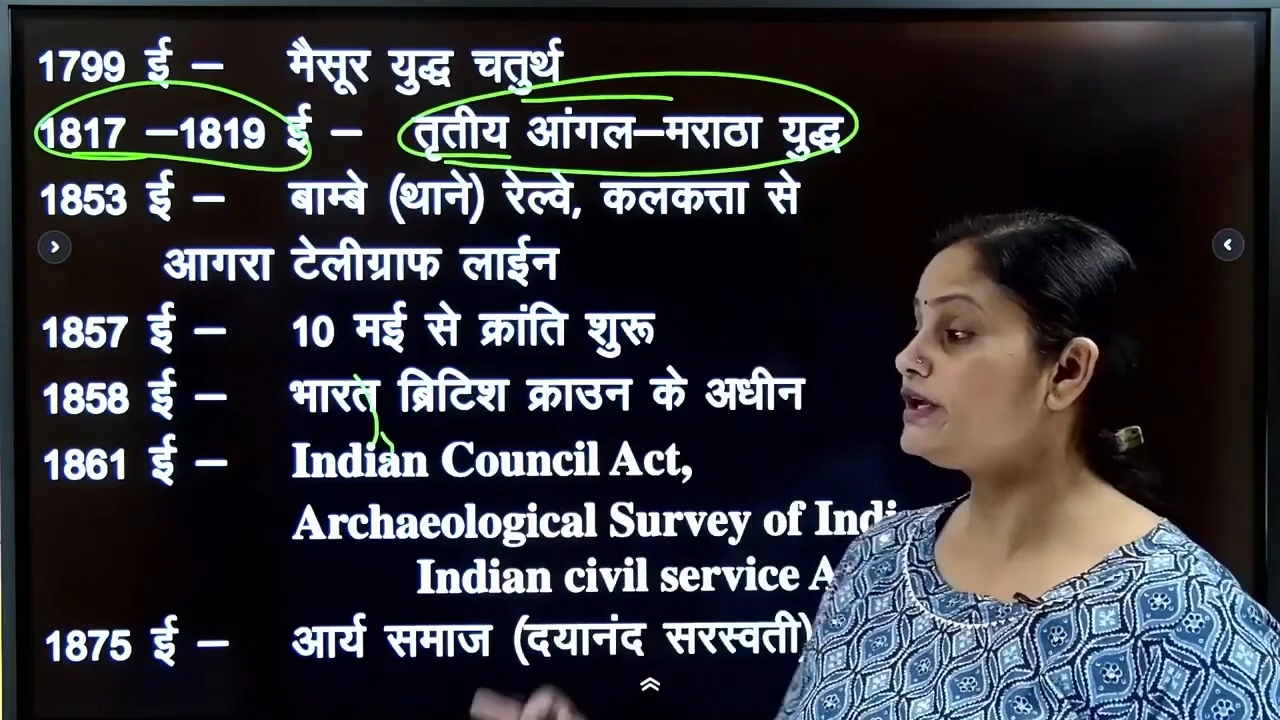 1799 ई – मैसूर युद्ध चतुर्थ
1817 –1819 ई – तृतीय आंगल–मराठा युद्ध
1853 ई – बाम्बे (थाने) रेल्वे, कलकत्ता से
आगरा टेलीग्राफ लाईन
1857 ई – 10 मई से क्रांति शुरू
1858 ई – भारत ब्रिटिश क्राउन के अधीन
1861 ई – Indian Council Act,
Archaeological Survey of
Indian civil service
1875 ई – आर्य समाज (दयानंद सरस्वती)